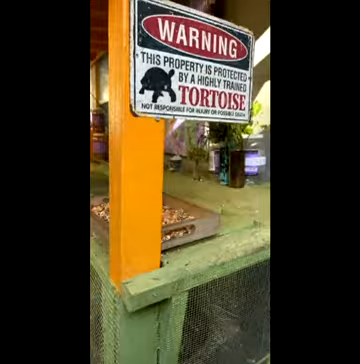 WARNING
THIS PROPERTY IS PROTECTED
BY A HIGHLY TRAINED
TORTOISE
NOT RESPONSIBLE FOR INJURY OR POSSIBLE DEATH